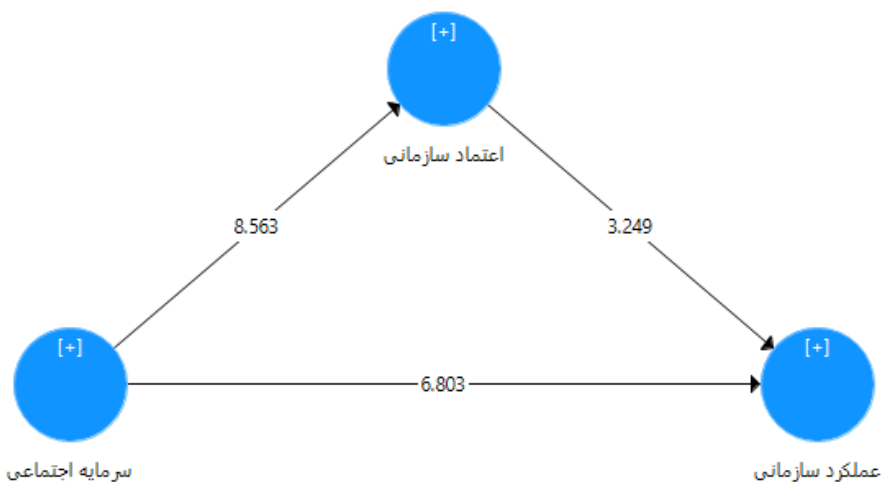 [+]
اعتماد سازمانی
8.563
3.249
[+]
[+]
6.803
سرمایه اجتماعی
عملکرد سازمانی